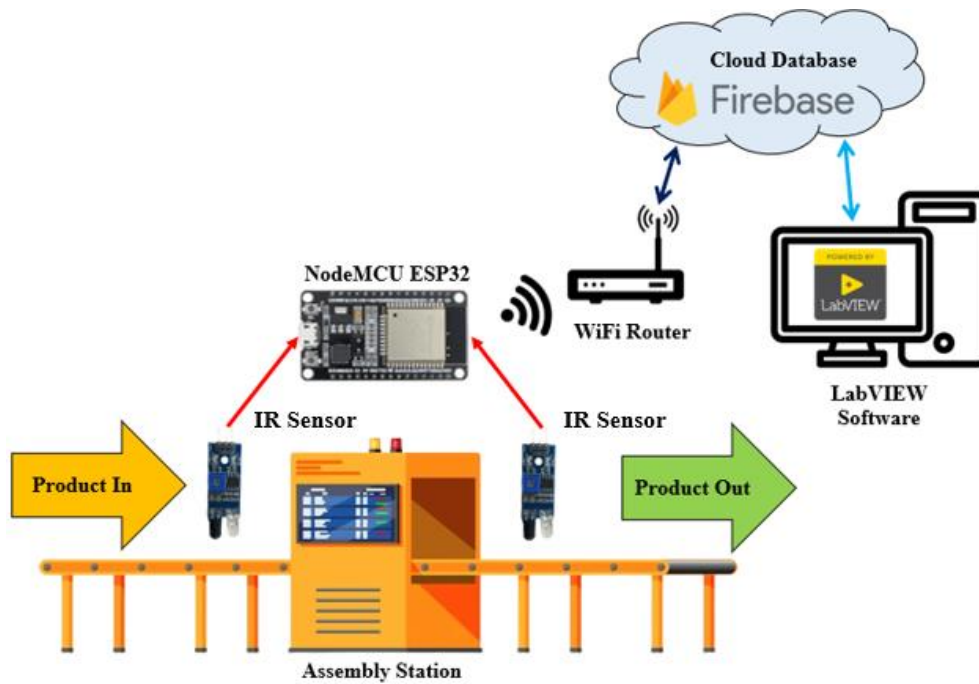 Cloud Database
Firebase
NodeMCU ESP32
WiFi Router
POWERED BY
LabVIEW
LabVIEW
Software
IR Sensor
IR Sensor
Product In
Product Out
Assembly Station